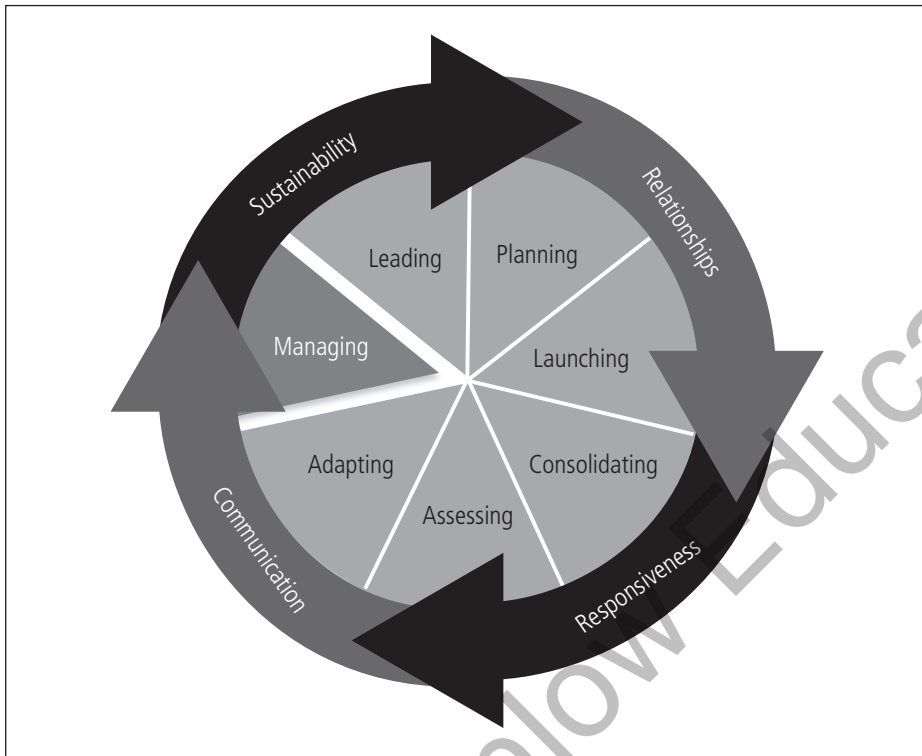 Sustainability
Relationships
Leading
Planning
Managing
Launching
Adapting
Consolidating
Assessing
Communication
Responsiveness